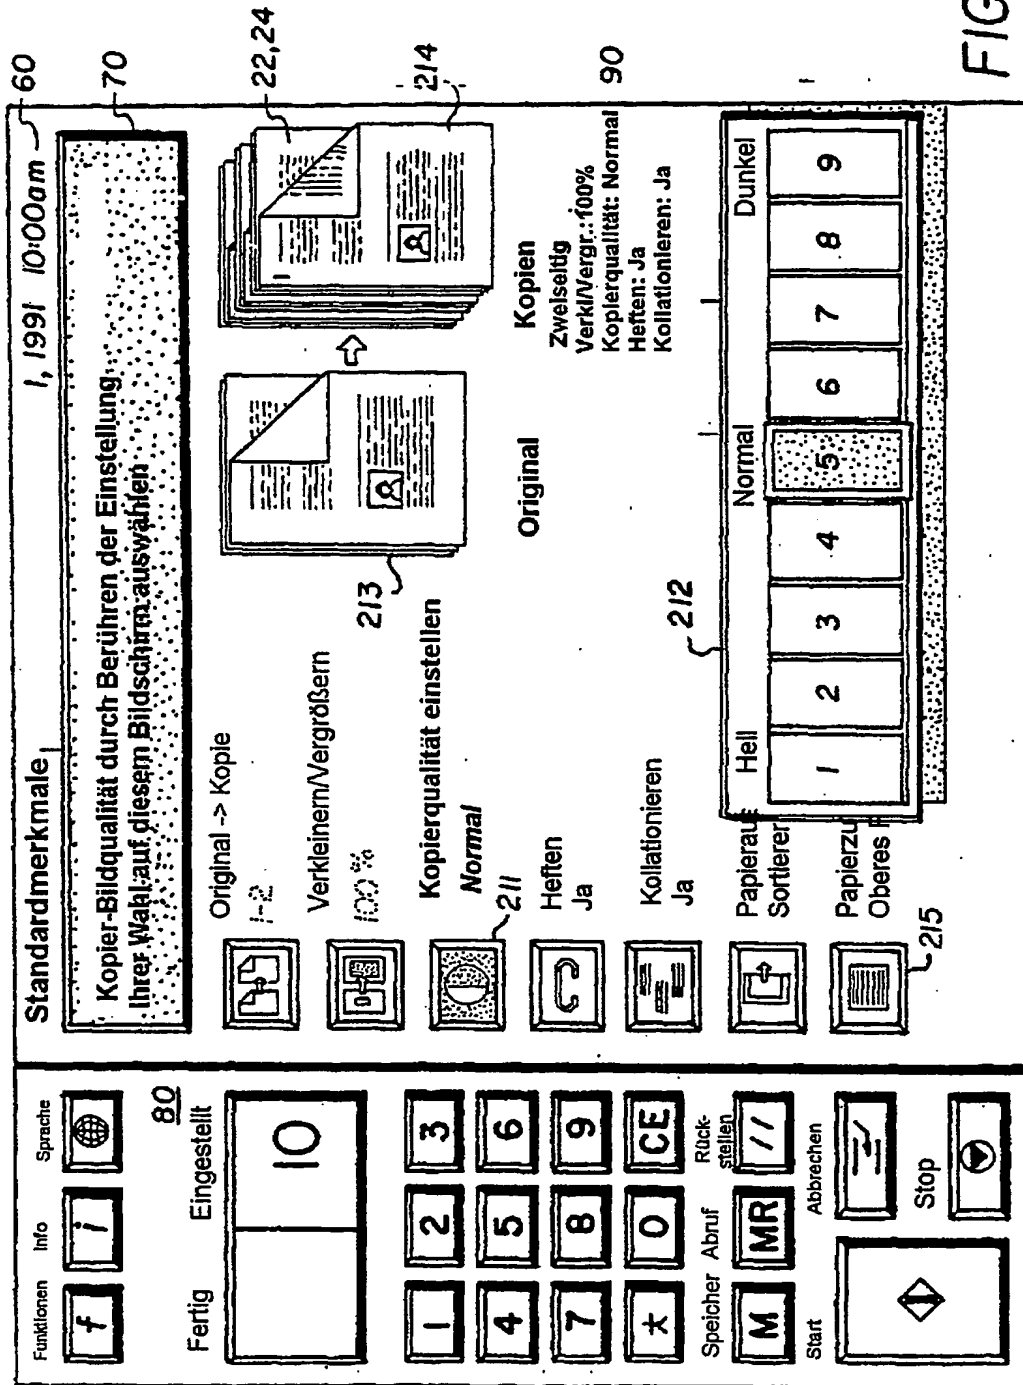 60
1, 1991 10:00am
Standardmerkmale
70
Kopier-Bildqualität durch Berühren der Einstellung
Ihrer Wahl auf diesem Bildschirm auswählen
Original -> Kopie
1-2
Verkleinern/Vergrößern
100%
Kopierqualität einstellen
Normal
211
Heften
Ja
Kollationieren
Ja
Papierau
Sortierer
Papierzu
Oberes
215
213
Original
22,24
214
Kopien
Zweiseitig
Verkl/Vergr.:100%
Kopierqualität: Normal
Heften: Ja
Kollationieren: Ja
90
212
Hell Normal Dunkel
1 2 3 4 5 6 7 8 9
Funktionen Info Sprache
f i
80
Fertig Eingestellt
10
1 2 3
4 5 6
7 8 9
* 0 CE
Speicher Abruf Rück-
stellen
M MR //
Start Abbrechen
Stop
FIG